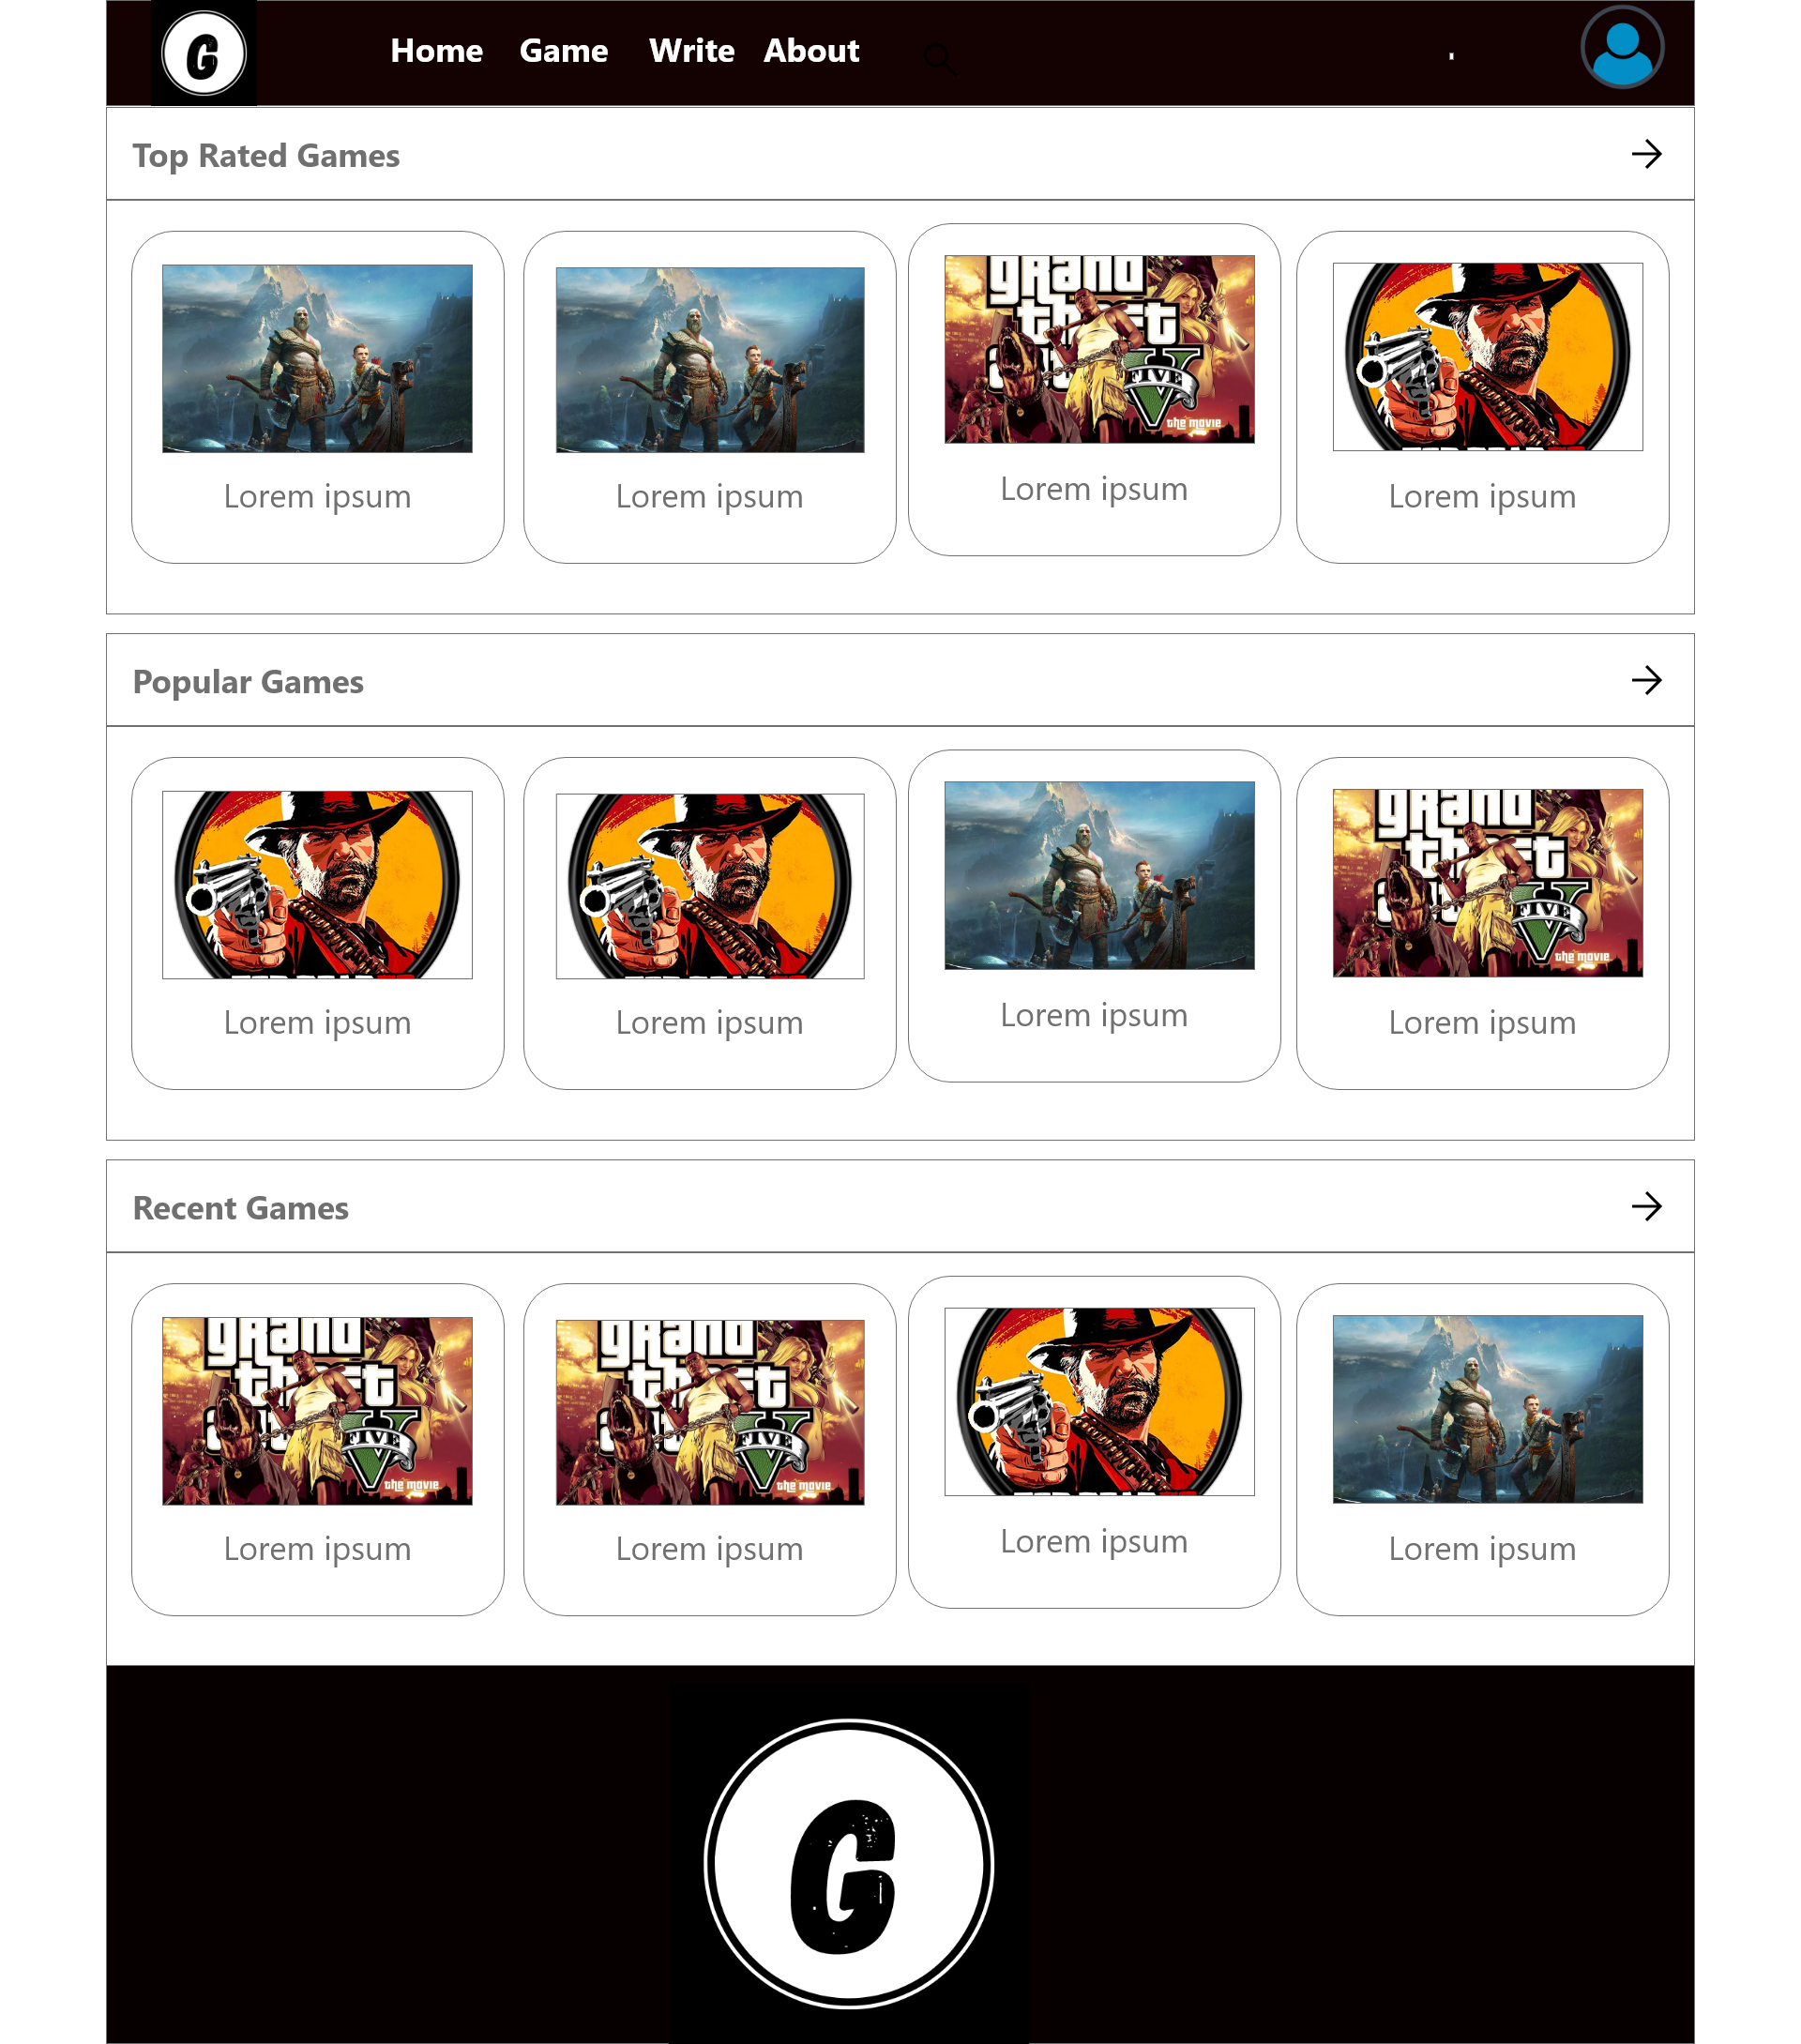 G
Home Game Write About
Top Rated Games
grand
theft
FIVE
the movie
Lorem ipsum Lorem ipsum Lorem ipsum Lorem ipsum
Popular Games
grand
theft
FIVE
the movie
Lorem ipsum Lorem ipsum Lorem ipsum Lorem ipsum
Recent Games
grand grand
theft theft
FIVE FIVE
the movie the movie
Lorem ipsum Lorem ipsum Lorem ipsum Lorem ipsum
G